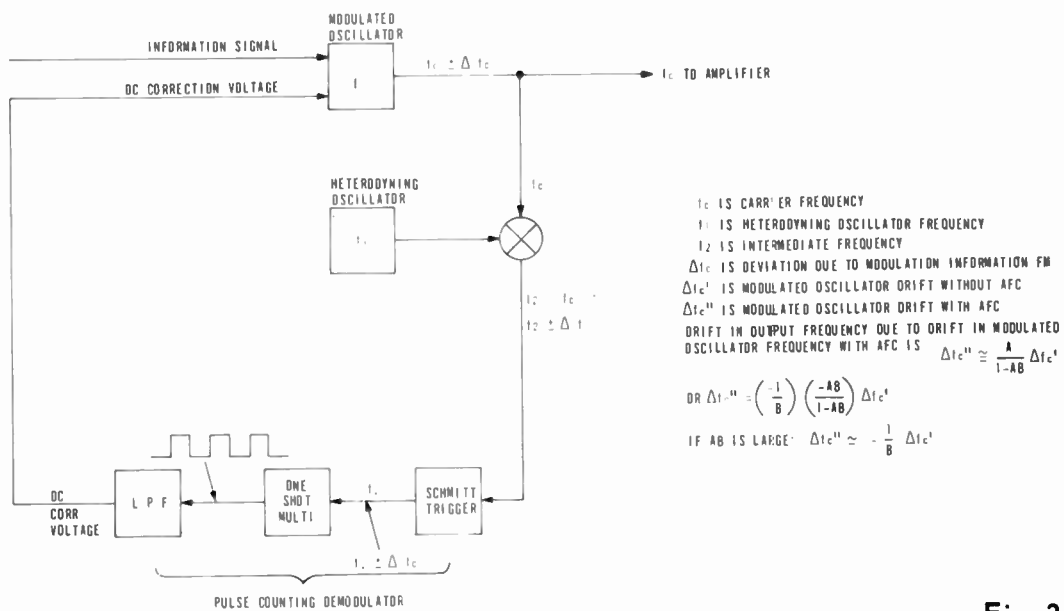 MODULATED
OSCILLATOR
INFORMATION SIGNAL
DC CORRECTION VOLTAGE
fc ± Δ fc
fc TO AMPLIFIER
fc
HETERODYNING
OSCILLATOR
fc IS CARRIER FREQUENCY
f1 IS HETERODYNING OSCILLATOR FREQUENCY
f2 IS INTERMEDIATE FREQUENCY
Δfc IS DEVIATION DUE TO MODULATION INFORMATION FM
Δfc' IS MODULATED OSCILLATOR DRIFT WITHOUT AFC
Δfc" IS MODULATED OSCILLATOR DRIFT WITH AFC
DRIFT IN OUTPUT FREQUENCY DUE TO DRIFT IN MODULATED
OSCILLATOR FREQUENCY WITH AFC IS Δfc" ≅ A/(1-AB) Δfc'
OR Δfc" = (-1/B) (-AB/(1-AB)) Δfc'
IF AB IS LARGE: Δfc" ≃ - 1/B Δfc'
f2 ± Δ f
DC
CORR
VOLTAGE
L P F
ONE
SHOT
MULTI
SCHMITT
TRIGGER
PULSE COUNTING DEMODULATOR